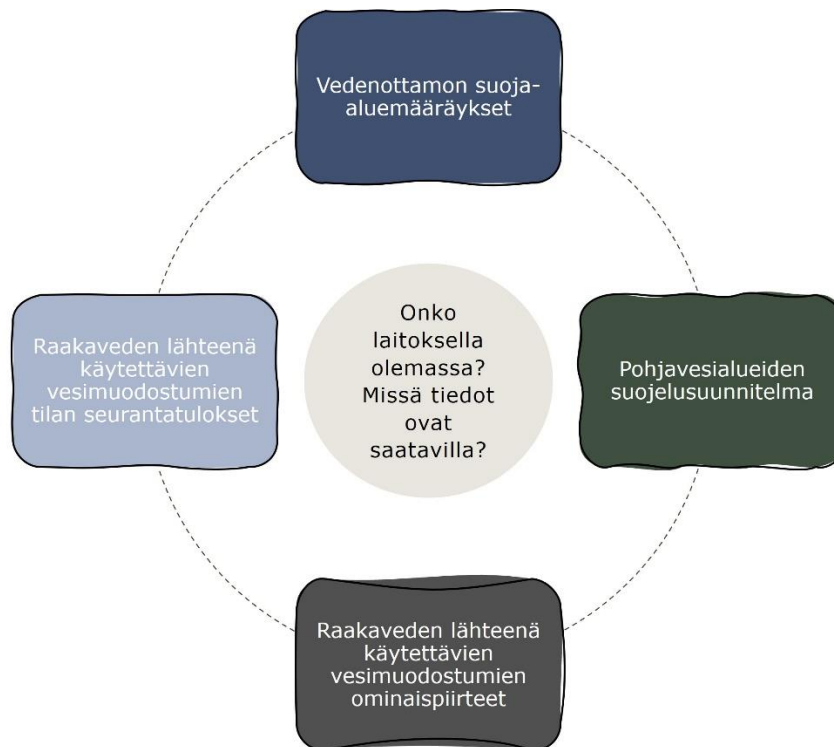 Vedenottamon suoja-
aluemääräykset
Raakaveden lähteenä
käytettävien
vesimuodostumien
tilan seurantatulokset
Onko
laitoksella
olemassa?
Missä tiedot
ovat
saatavilla?
Pohjavesialueiden
suojelusuunnitelma
Raakaveden lähteenä
käytettävien
vesimuodostumien
ominaispiirteet